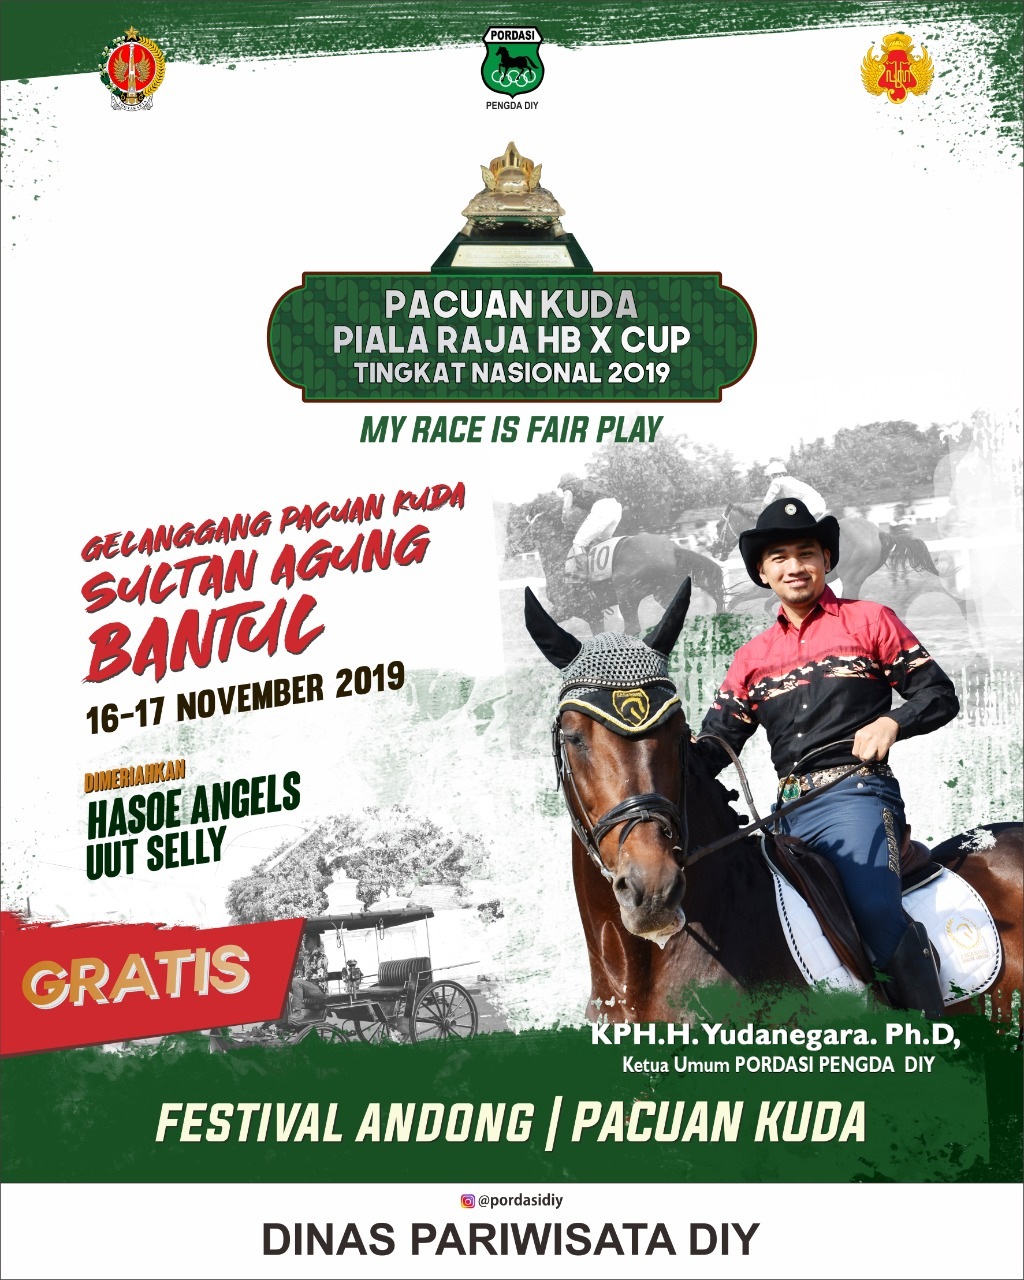 PORDASI
PENGDA DIY
PACUAN KUDA
PIALA RAJA HB X CUP
TINGKAT NASIONAL 2019
MY RACE IS FAIR PLAY
GELANGGANG PACUAN KUDA
SULTAN AGUNG
BANTUL
16-17 NOVEMBER 2019
DIMERIAHKAN
HASOE ANGELS
UUT SELLY
10
GRATIS
KPH.H.Yudanegara. Ph.D,
Ketua Umum PORDASI PENGDA DIY
FESTIVAL ANDONG | PACUAN KUDA
@pordasidiy
DINAS PARIWISATA DIY